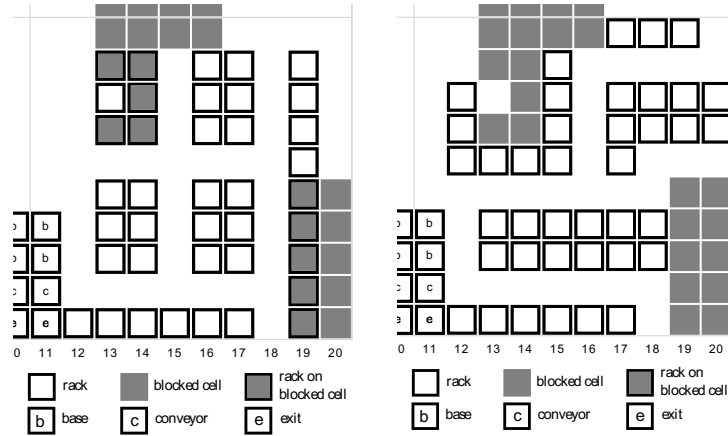 b
b
c
e
0 11 12 13 14 15 16 17 18 19 20
rack
blocked cell
rack on
blocked cell
b base
c conveyor
e exit
b
b
c
e
0 11 12 13 14 15 16 17 18 19 20
rack
blocked cell
rack on
blocked cell
b base
c conveyor
e exit